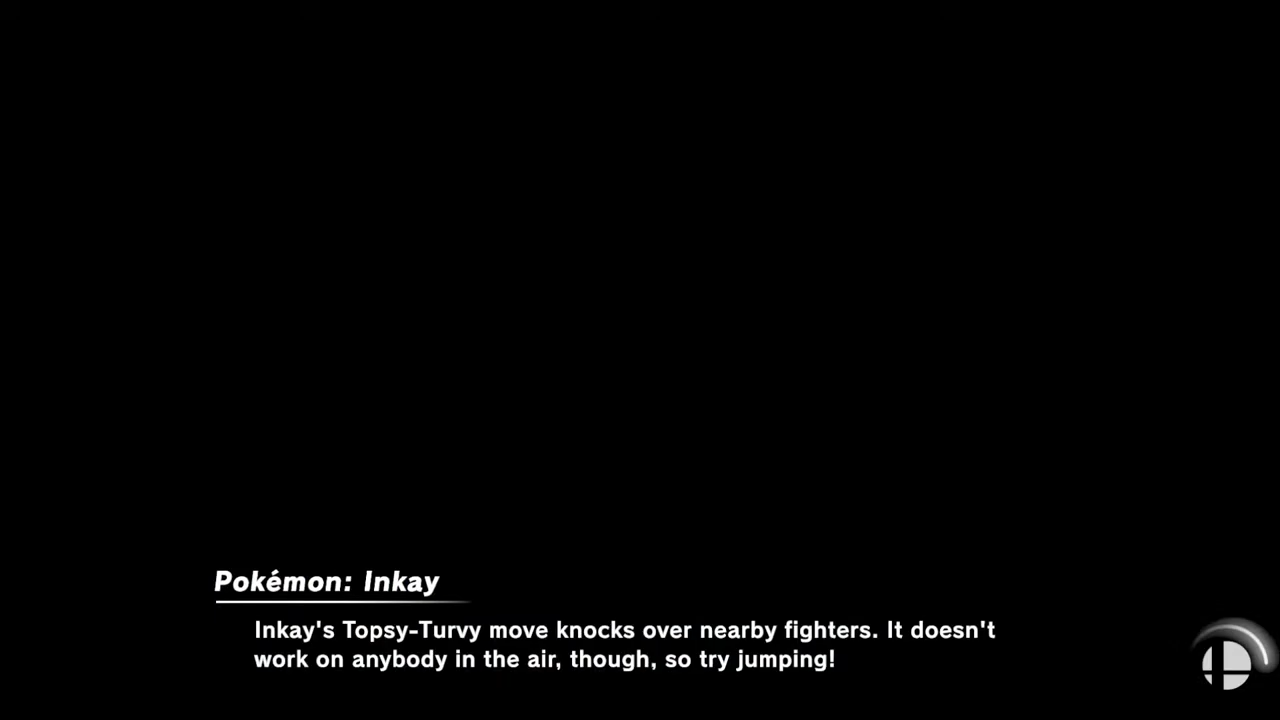 Pokémon: Inkay
Inkay's Topsy-Turvy move knocks over nearby fighters. It doesn't
work on anybody in the air, though, so try jumping!